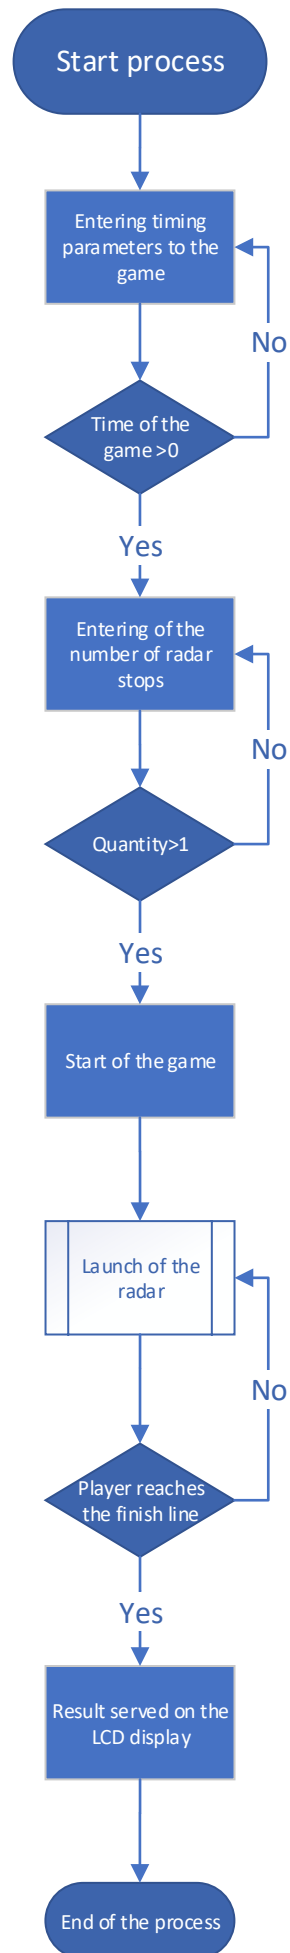 Start process
Entering timing
parameters to the
game
No
Time of the
game >0
Yes
Entering of the
number of radar
stops
No
Quantity>1
Yes
Start of the game
Launch of the
radar
No
Player reaches
the finish line
Yes
Result served on the
LCD display
End of the process